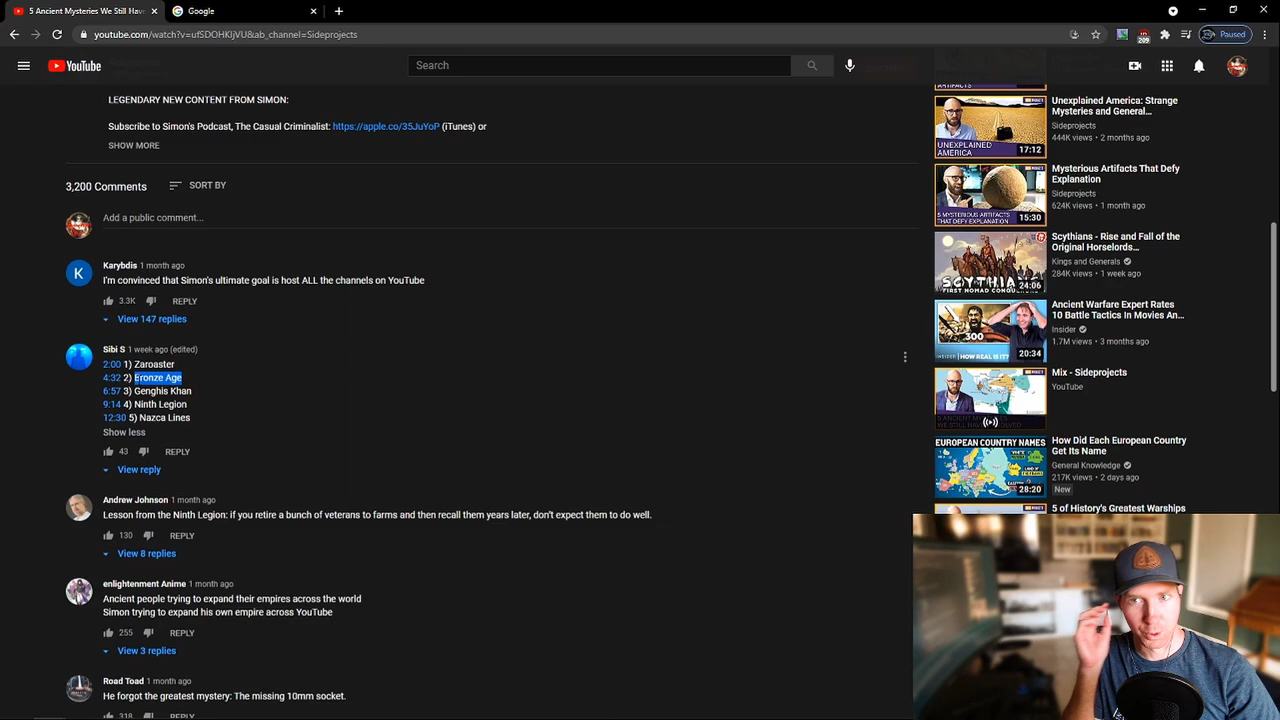 5 Ancient Mysteries We Still Hav
Google
youtube.com/watch?v=ufSDOHKIjVU&ab_channel=Sideprojects
209
Paused
YouTube
Search
LEGENDARY NEW CONTENT FROM SIMON
Subscribe to Simon's Podcast, The Casual Criminalist: https://apple.co/35JuYoP (iTunes) or
SHOW MORE
3,200 Comments
SORT BY
Add a public comment...
K
Karybdis 1 month ago
I'm convinced that Simon's ultimate goal is host ALL the channels on YouTube
3.3K
REPLY
View 147 replies
Sibi S 1 week ago (edited)
2:00 1) Zaroaster
4:32 2) Bronze Age
6:57 3) Genghis Khan
9:14 4) Ninth Legion
12:30 5) Nazca Lines
Show less
43
REPLY
View reply
Andrew Johnson 1 month ago
Lesson from the Ninth Legion: if you retire a bunch of veterans to farms and then recall them years later, don't expect them to do well.
130
REPLY
View 8 replies
enlightenment Anime 1 month ago
Ancient people trying to expand their empires across the world
Simon trying to expand his own empire across YouTube
255
REPLY
View 3 replies
Road Toad 1 month ago
He forgot the greatest mystery: The missing 10mm socket.
318
REPLY
ARTIFACTS
UNEXPLAINED
AMERICA
17:12
Unexplained America: Strange
Mysteries and General...
Sideprojects
444K views • 2 months ago
5 MYSTERIOUS ARTIFACTS
THAT DEFY EXPLANATION
15:30
Mysterious Artifacts That Defy
Explanation
Sideprojects
624K views • 1 month ago
SCYTHIANS
FIRST NOMAD
24:06
Scythians - Rise and Fall of the
Original Horselords...
Kings and Generals
284K views • 1 week ago
300
INSIDER HOW REAL IS IT?
20:34
Ancient Warfare Expert Rates
10 Battle Tactics In Movies An...
Insider
1.7M views • 3 months ago
Mix - Sideprojects
YouTube
EUROPEAN COUNTRY NAMES
28:20
How Did Each European Country
Get Its Name
General Knowledge
217K views • 2 days ago
New
5 of History's Greatest Warships